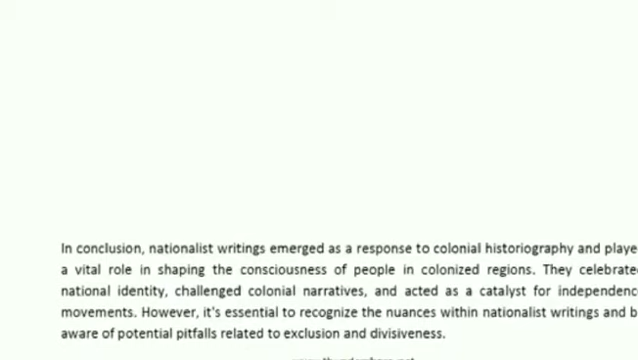 In conclusion, nationalist writings emerged as a response to colonial historiography and playe
a vital role in shaping the consciousness of people in colonized regions. They celebrate
national identity, challenged colonial narratives, and acted as a catalyst for independenc
movements. However, it's essential to recognize the nuances within nationalist writings and b
aware of potential pitfalls related to exclusion and divisiveness.